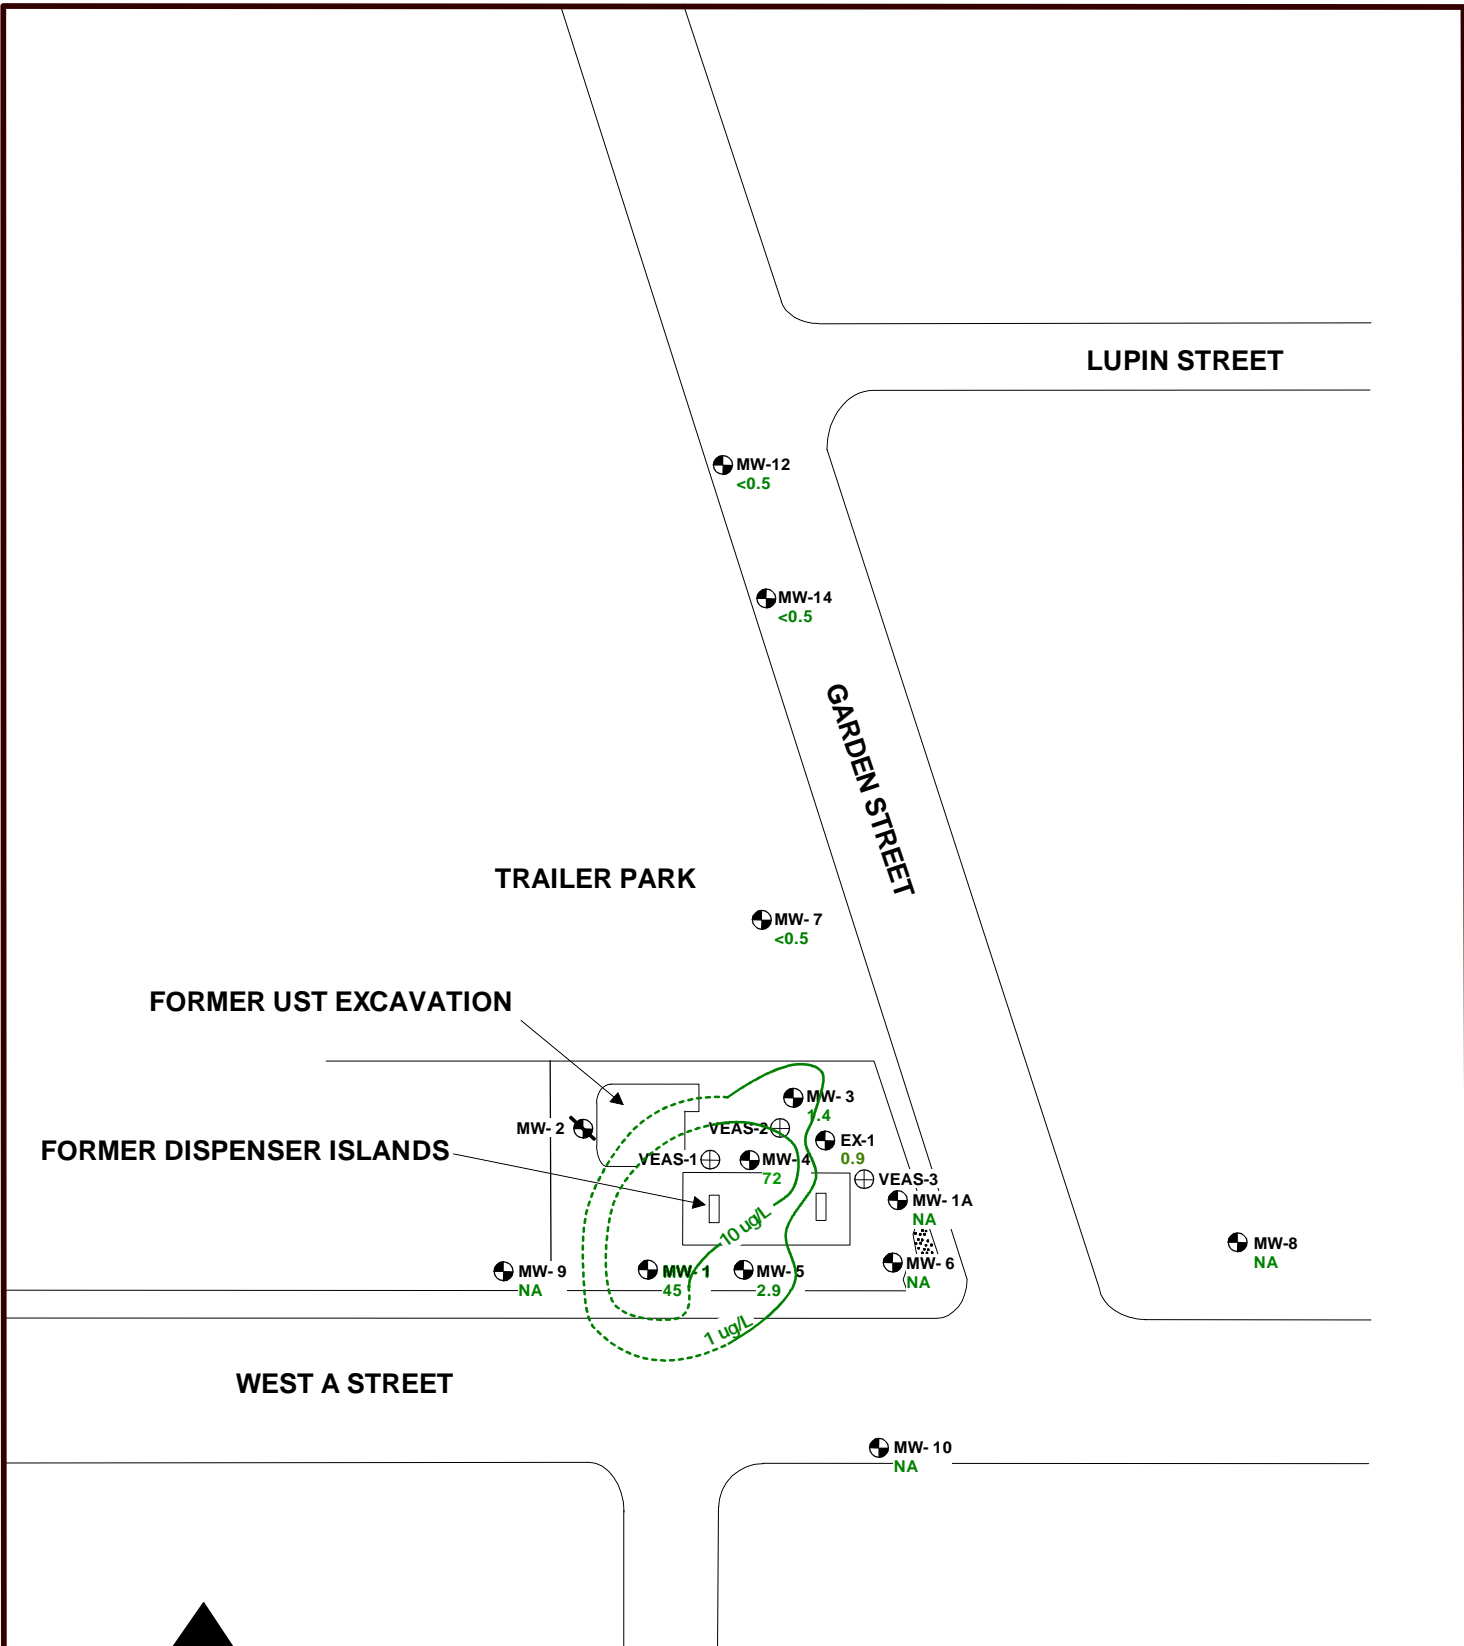 LUPIN STREET
MW-12
<0.5
MW-14
<0.5
GARDEN STREET
TRAILER PARK
MW-7
<0.5
FORMER UST EXCAVATION
MW-3
1.4
MW-2
VEAS-2
EX-1
0.9
FORMER DISPENSER ISLANDS
VEAS-1
MW-4
72
VEAS-3
MW-1A
NA
10 ug/L
MW-8
NA
MW-9
NA
MW-1
45
MW-5
2.9
MW-6
NA
1 ug/L
WEST A STREET
MW-10
NA